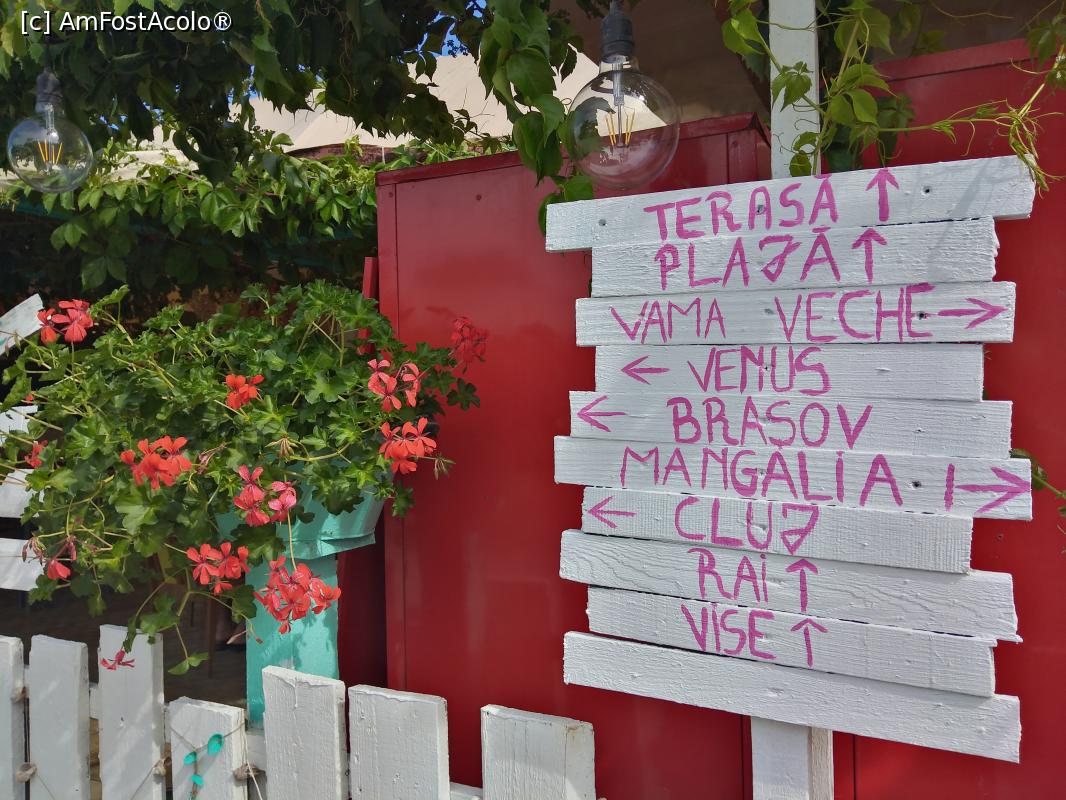 [c] AmFostAcolo®
TERASĂ ↑
PLAJĂ ↑
VAMA VECHE →
← VENUS
← BRASOV
MANGALIA →
← CLUJ
RAi ↑
VISE ↑